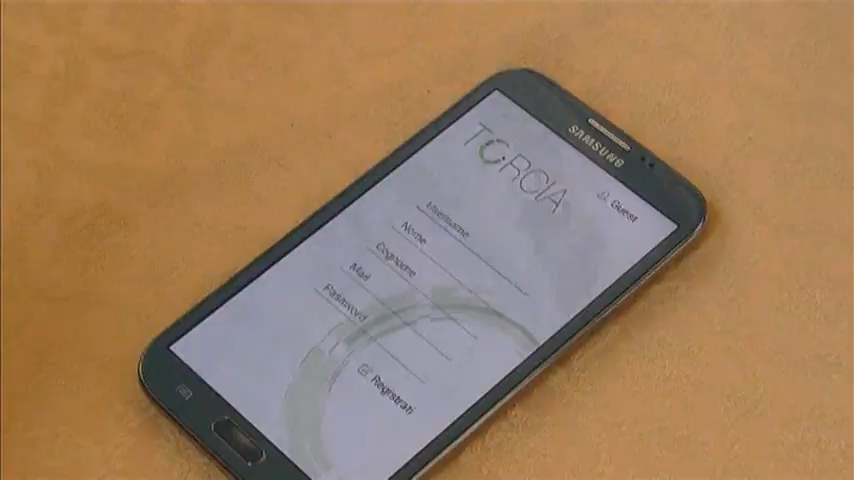 SAMSUNG
TORCIA
Guest
Username
Nome
Cognome
Mail
Password
Registrati